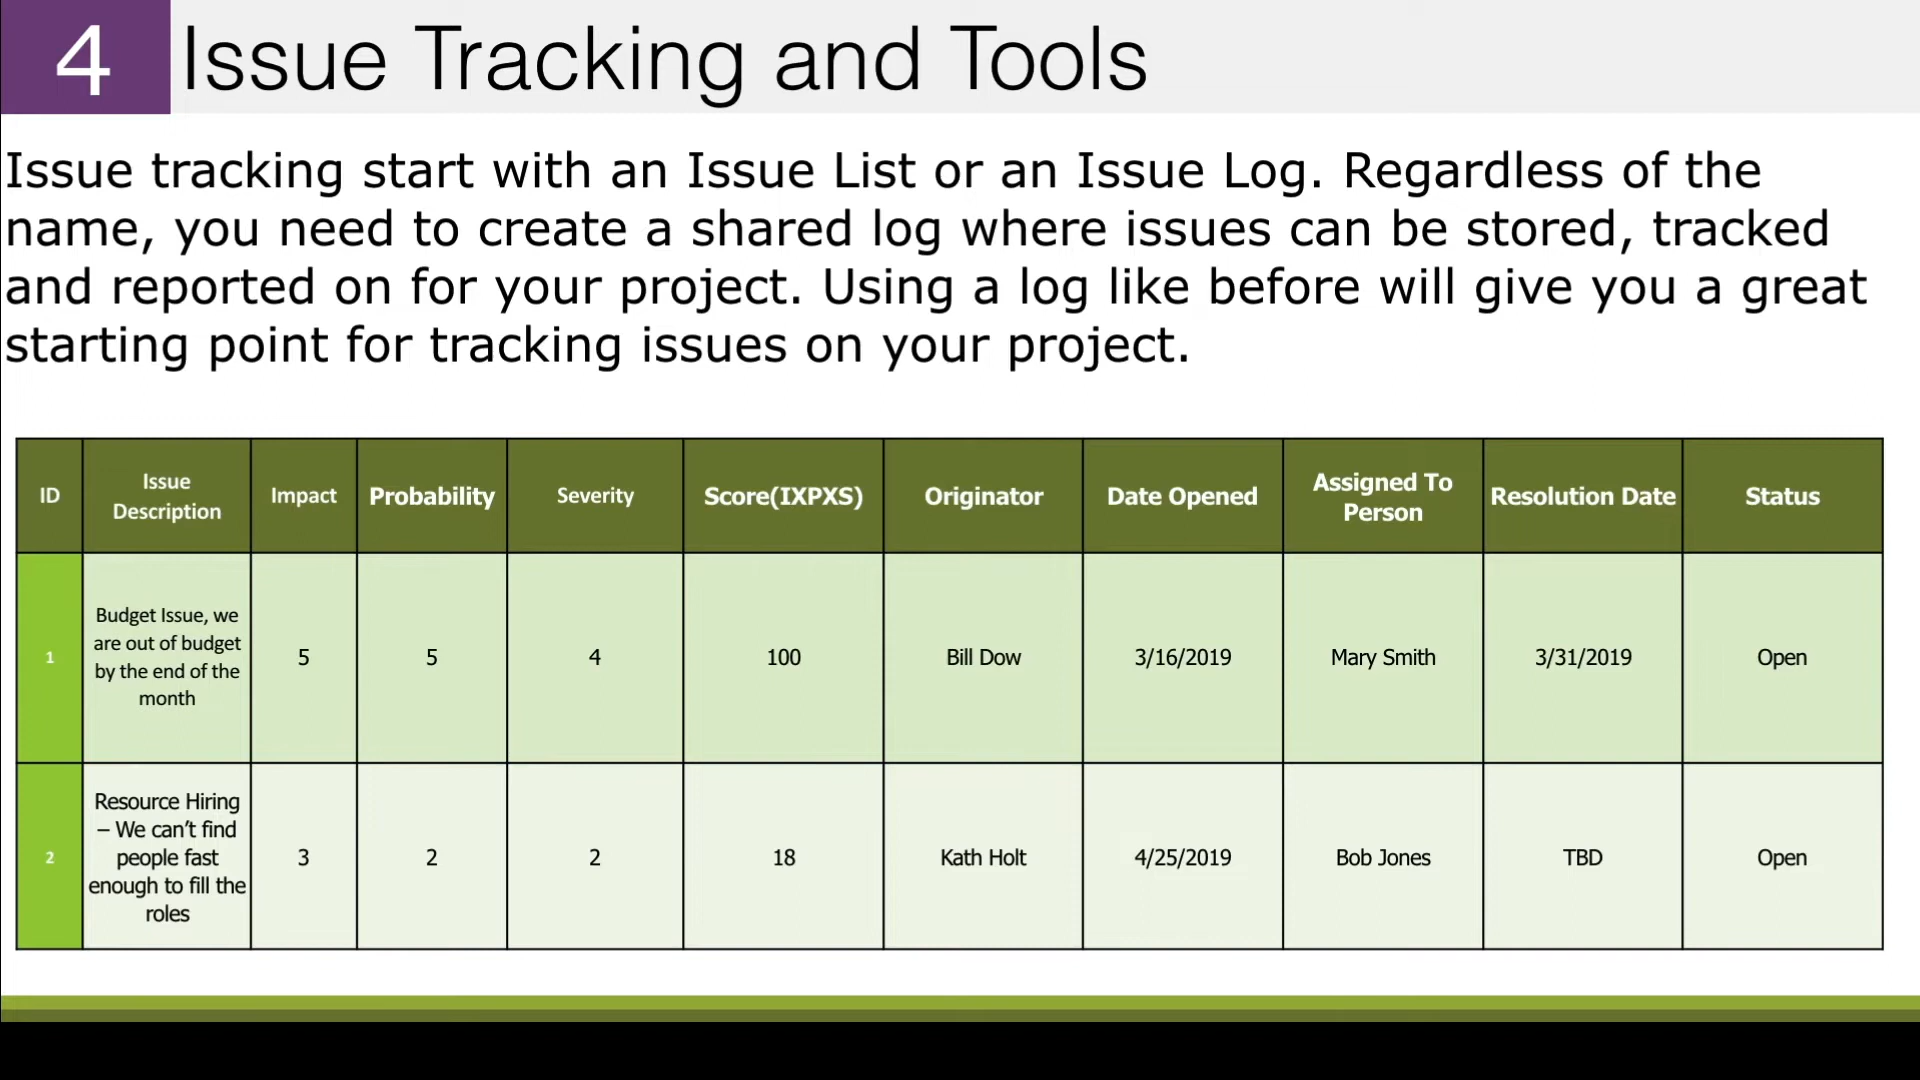 4 Issue Tracking and Tools
Issue tracking start with an Issue List or an Issue Log. Regardless of the
name, you need to create a shared log where issues can be stored, tracked
and reported on for your project. Using a log like before will give you a great
starting point for tracking issues on your project.
ID Issue Description Impact Probability Severity Score(IXPXS) Originator Date Opened Assigned To Person Resolution Date Status
1 Budget Issue, we are out of budget by the end of the month 5 5 4 100 Bill Dow 3/16/2019 Mary Smith 3/31/2019 Open
2 Resource Hiring – We can’t find people fast enough to fill the roles 3 2 2 18 Kath Holt 4/25/2019 Bob Jones TBD Open